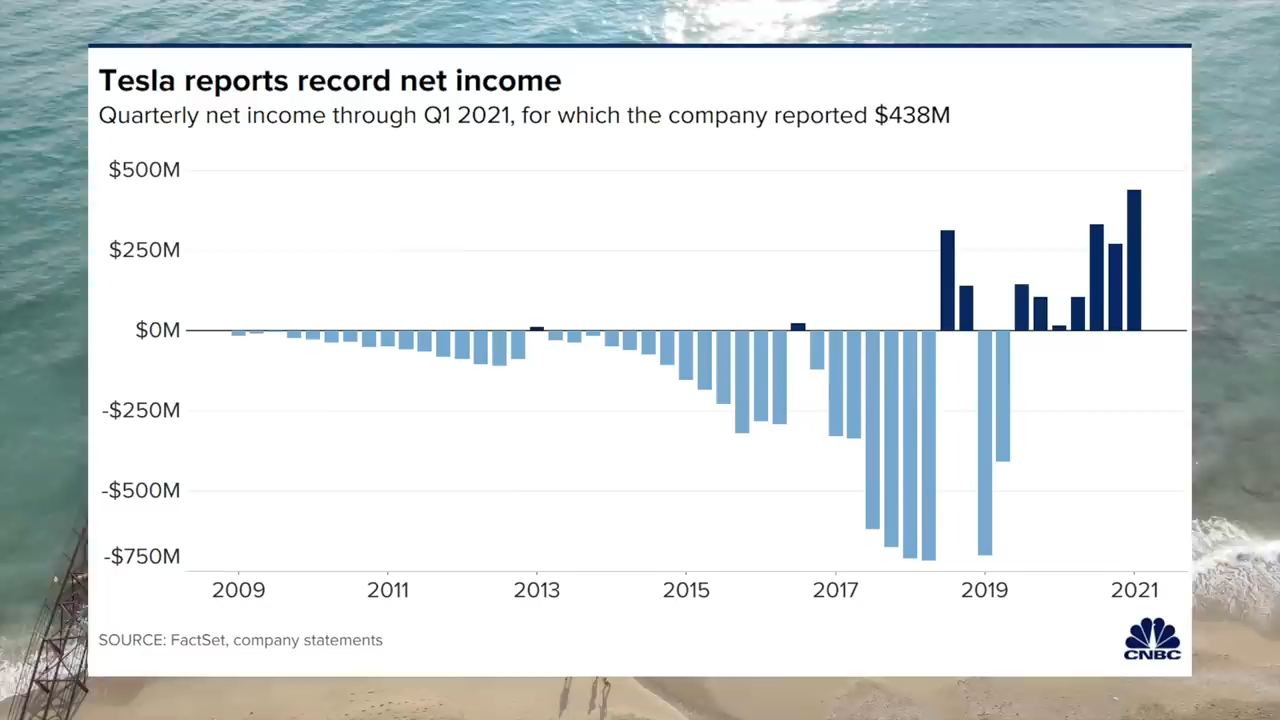 Tesla reports record net income
Quarterly net income through Q1 2021, for which the company reported $438M
$500M
$250M
$0M
-$250M
-$500M
-$750M
2009 2011 2013 2015 2017 2019 2021
SOURCE: FactSet, company statements
CNBC